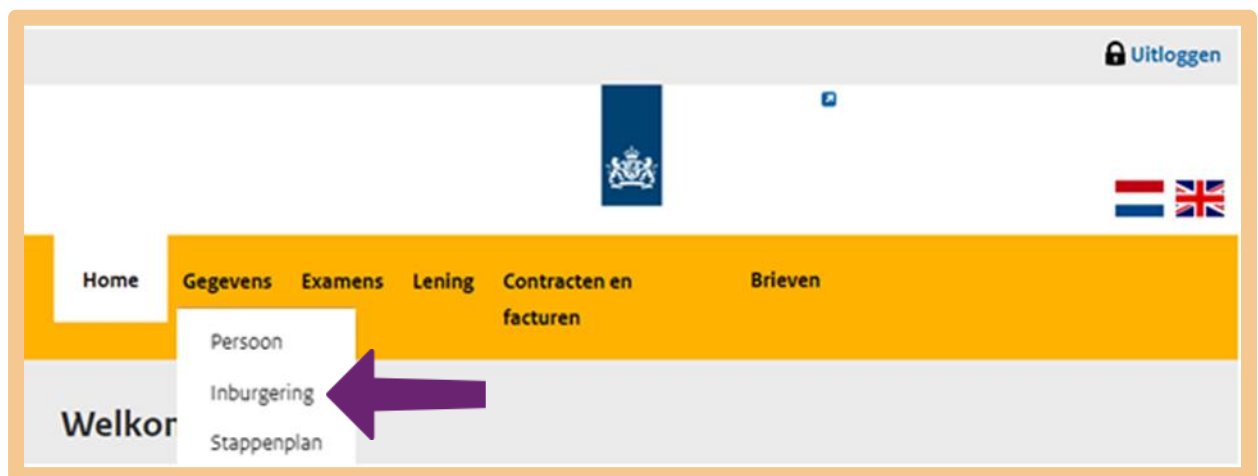 Uitloggen
Home Gegevens Examens Lening Contracten en facturen Brieven
Persoon
Inburgering
Stappenplan
Welkom